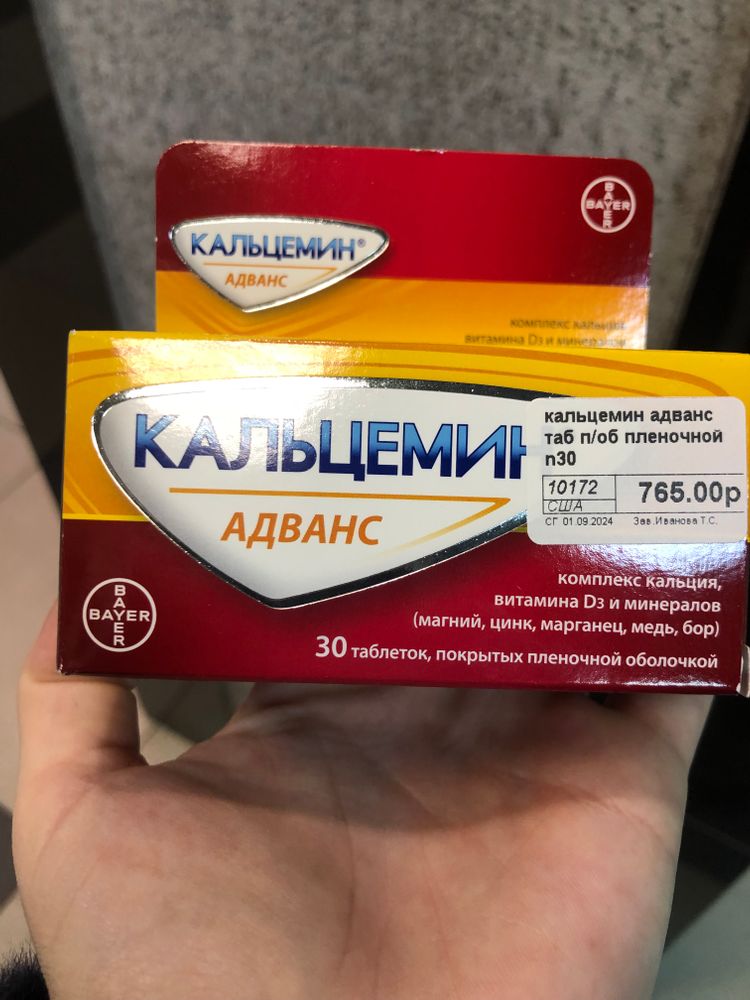 BAYER
BAYER
КАЛЬЦЕМИН®
АДВАНС
комплекс кальция,
витамина D3 и минералов
КАЛЬЦЕМИН
АДВАНС
кальцемин адванс
таб п/об пленочной
n30
10172
765.00р
США
СГ 01.09.2024 Зав.Иванова Т.С.
BAYER
BAYER
комплекс кальция,
витамина D3 и минералов
(магний, цинк, марганец, медь, бор)
30 таблеток, покрытых пленочной оболочкой